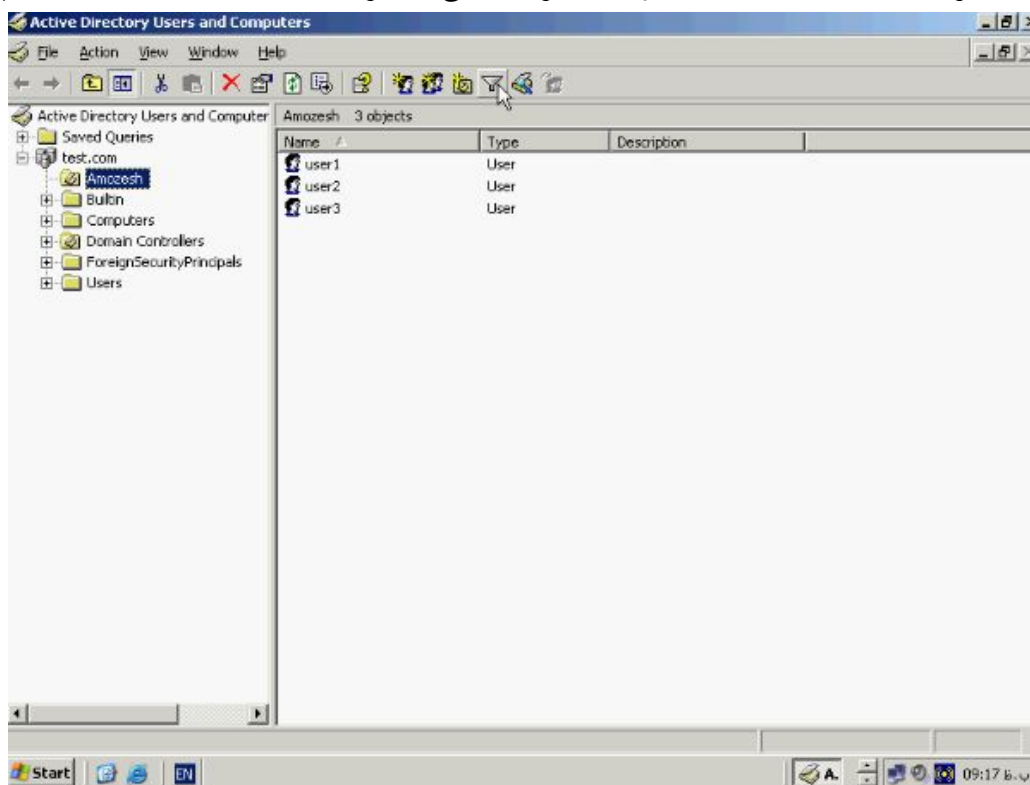 Active Directory Users and Computers
File Action View Window Help
Active Directory Users and Computer
Amozesh 3 objects
Saved Queries
test.com
Amozesh
Builtin
Computers
Domain Controllers
ForeignSecurityPrincipals
Users
Name Type Description
user1 User
user2 User
user3 User
Start EN A. 09:17 ب.ظ